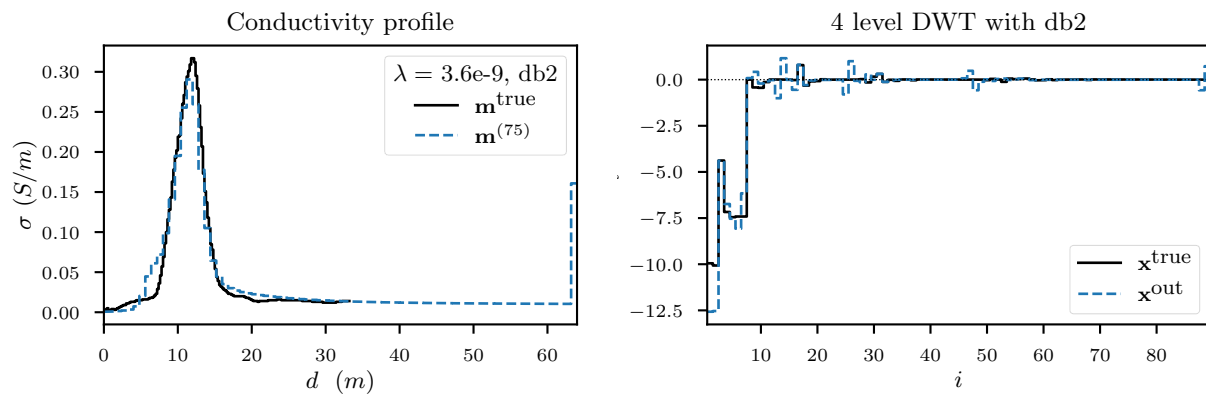 Conductivity profile
σ (S/m)
0.30
0.25
0.20
0.15
0.10
0.05
0.00
λ = 3.6e-9, db2
m^true
m^(75)
0 10 20 30 40 50 60
d (m)
4 level DWT with db2
0.0
−2.5
−5.0
−7.5
−10.0
−12.5
x^true
x^out
10 20 30 40 50 60 70 80
i